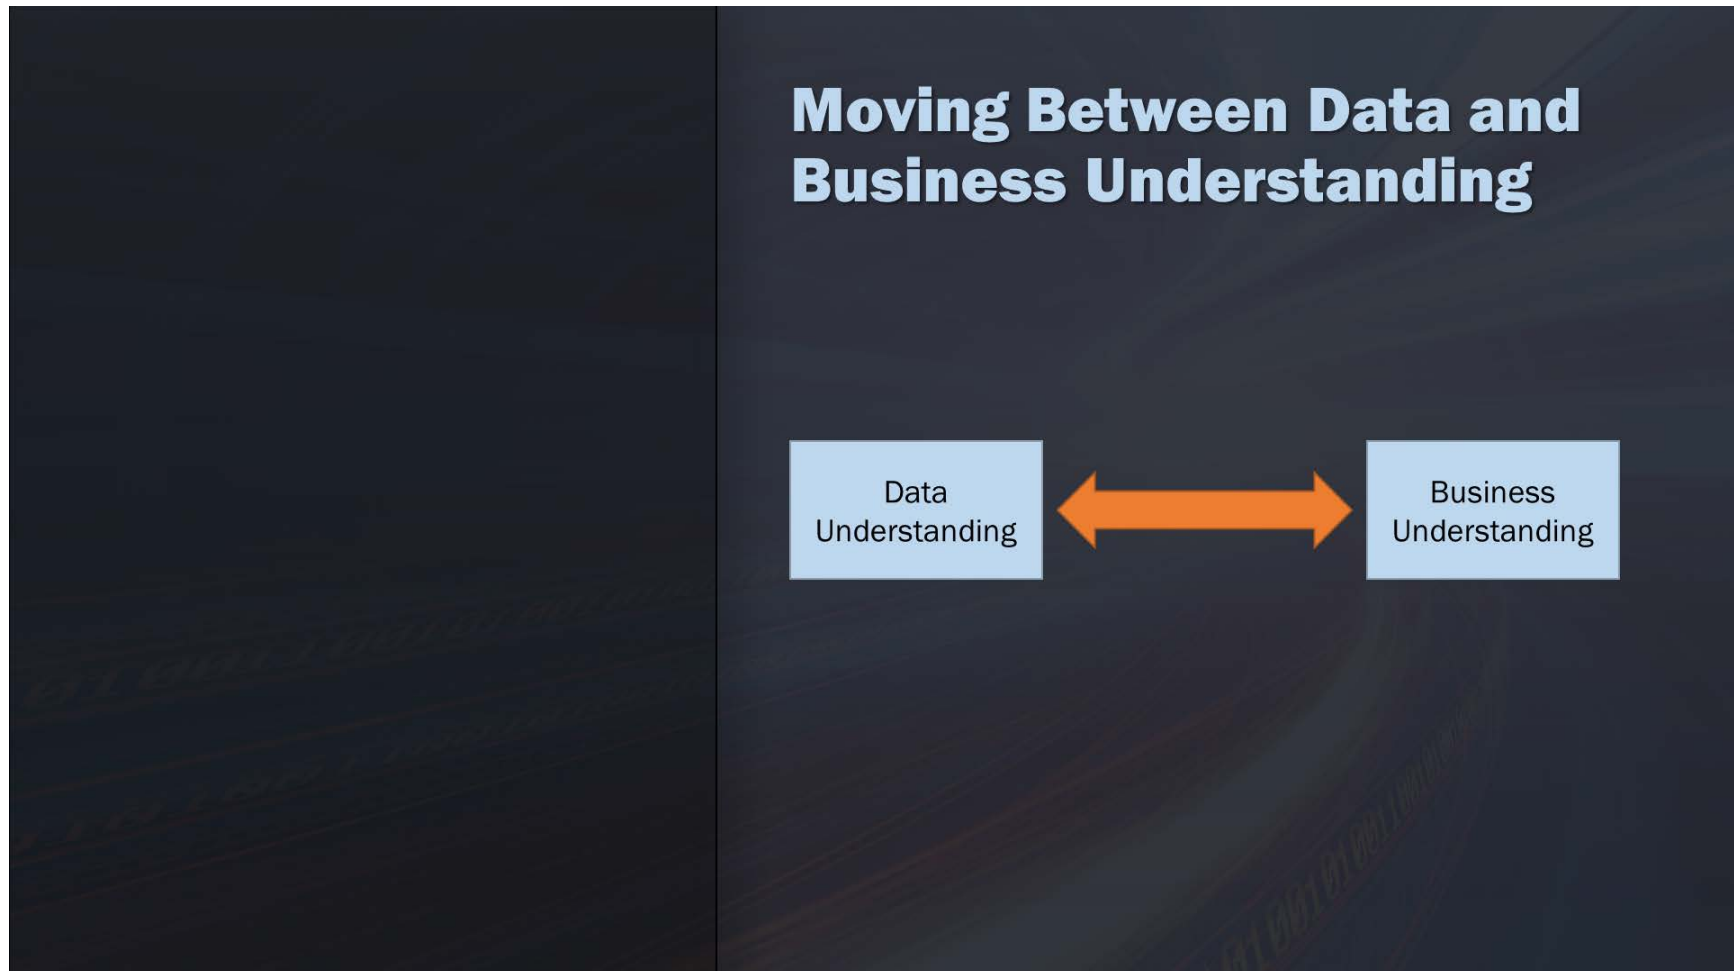 Moving Between Data and
Business Understanding
Data
Understanding
Business
Understanding